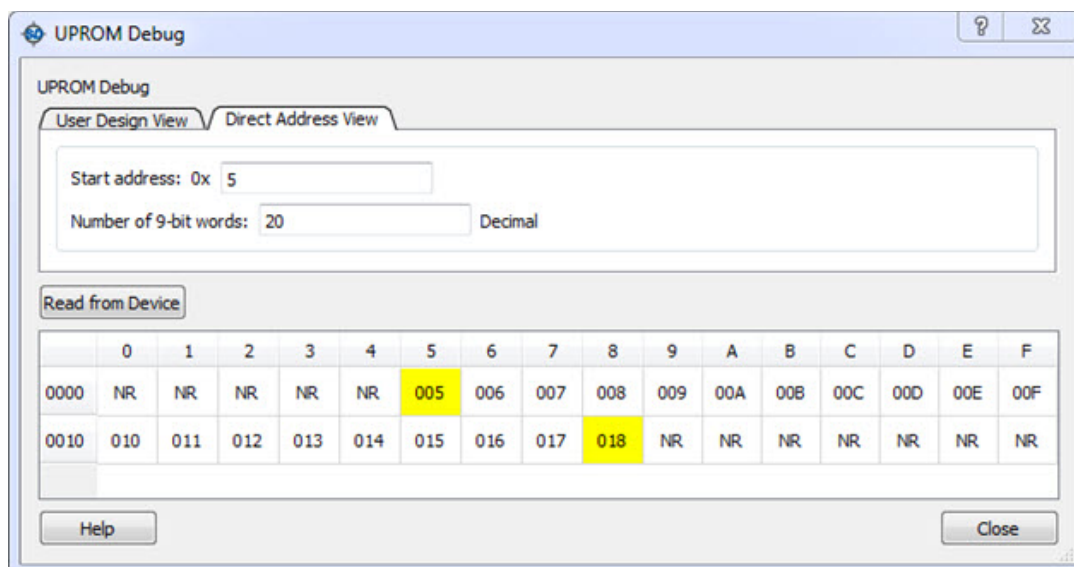 UPROM Debug
UPROM Debug
User Design View Direct Address View
Start address: 0x 5
Number of 9-bit words: 20 Decimal
Read from Device
0 1 2 3 4 5 6 7 8 9 A B C D E F
0000 NR NR NR NR NR 005 006 007 008 009 00A 00B 00C 00D 00E 00F
0010 010 011 012 013 014 015 016 017 018 NR NR NR NR NR NR NR
Help Close